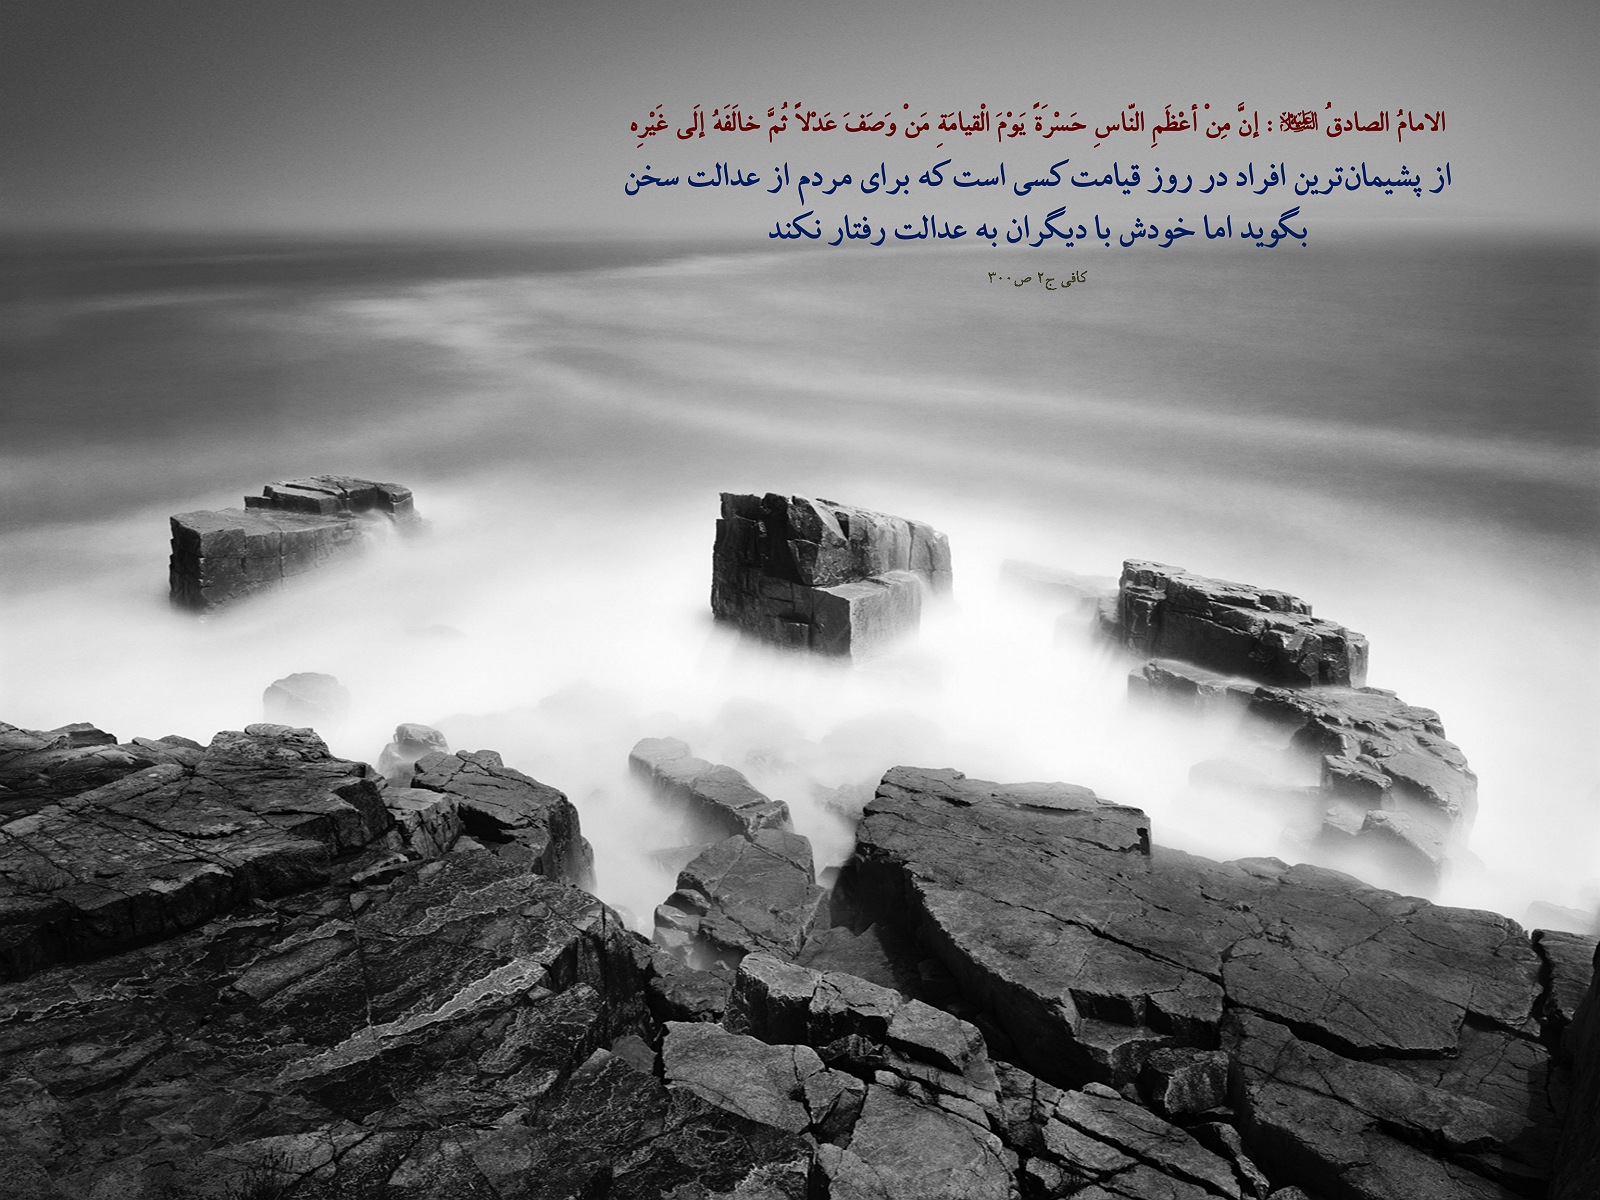 الامامُ الصادقُ علیه‌السلام : إنَّ مِنْ أعْظَمِ النّاسِ حَسْرَةً يَوْمَ الْقيامَةِ مَنْ وَصَفَ عَدْلاً ثُمَّ خالَفَهُ إلَى غَيْرِهِ
از پشیمان‌ترین افراد در روز قیامت کسی است که برای مردم از عدالت سخن
بگوید اما خودش با دیگران به عدالت رفتار نکند
کافی ج۲ ص۳۰۰